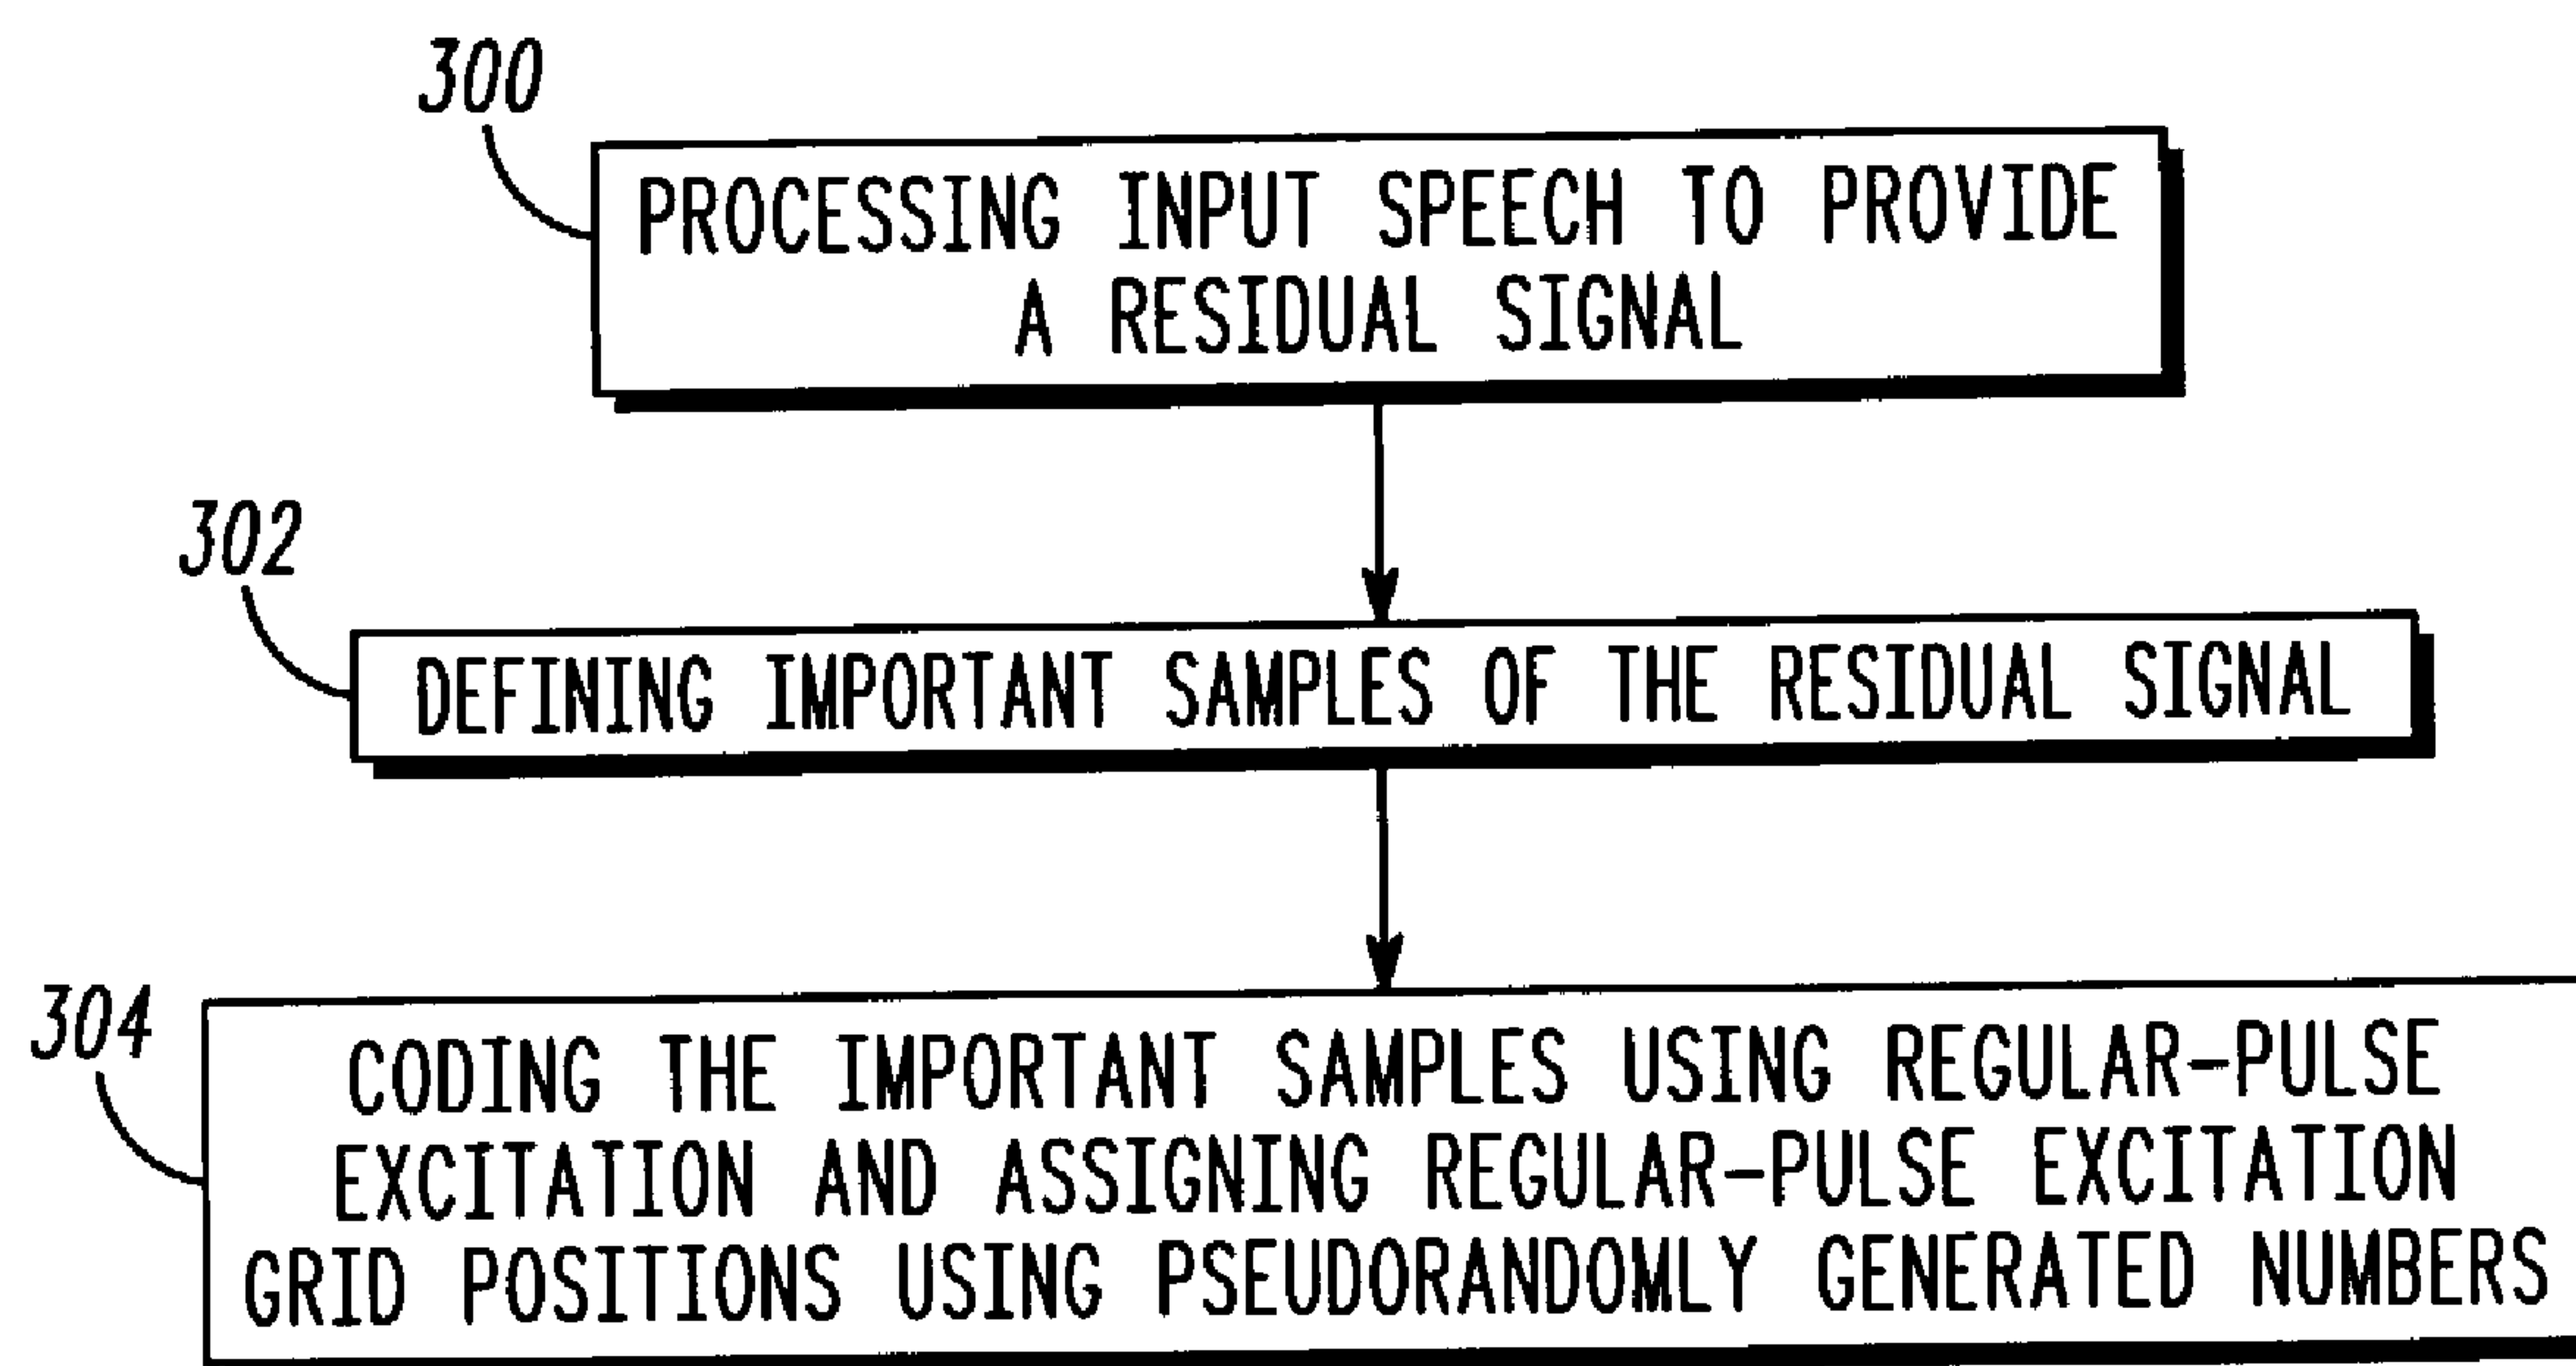 300
PROCESSING INPUT SPEECH TO PROVIDE
A RESIDUAL SIGNAL
302
DEFINING IMPORTANT SAMPLES OF THE RESIDUAL SIGNAL
304
CODING THE IMPORTANT SAMPLES USING REGULAR-PULSE
EXCITATION AND ASSIGNING REGULAR-PULSE EXCITATION
GRID POSITIONS USING PSEUDORANDOMLY GENERATED NUMBERS